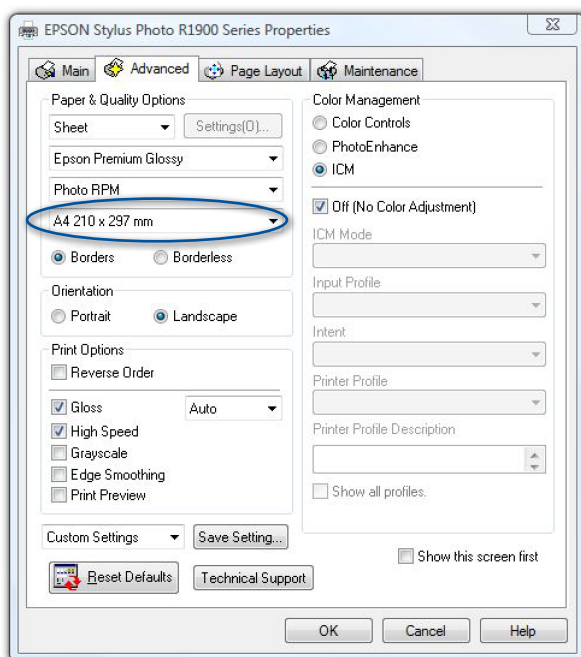 EPSON Stylus Photo R1900 Series Properties
Main Advanced Page Layout Maintenance
Paper & Quality Options
Sheet Settings(O)...
Epson Premium Glossy
Photo RPM
A4 210 x 297 mm
Borders Borderless
Orientation
Portrait Landscape
Print Options
Reverse Order
Gloss Auto
High Speed
Grayscale
Edge Smoothing
Print Preview
Custom Settings Save Setting...
Reset Defaults Technical Support
Color Management
Color Controls
PhotoEnhance
ICM
Off (No Color Adjustment)
ICM Mode
Input Profile
Intent
Printer Profile
Printer Profile Description
Show all profiles.
Show this screen first
OK Cancel Help